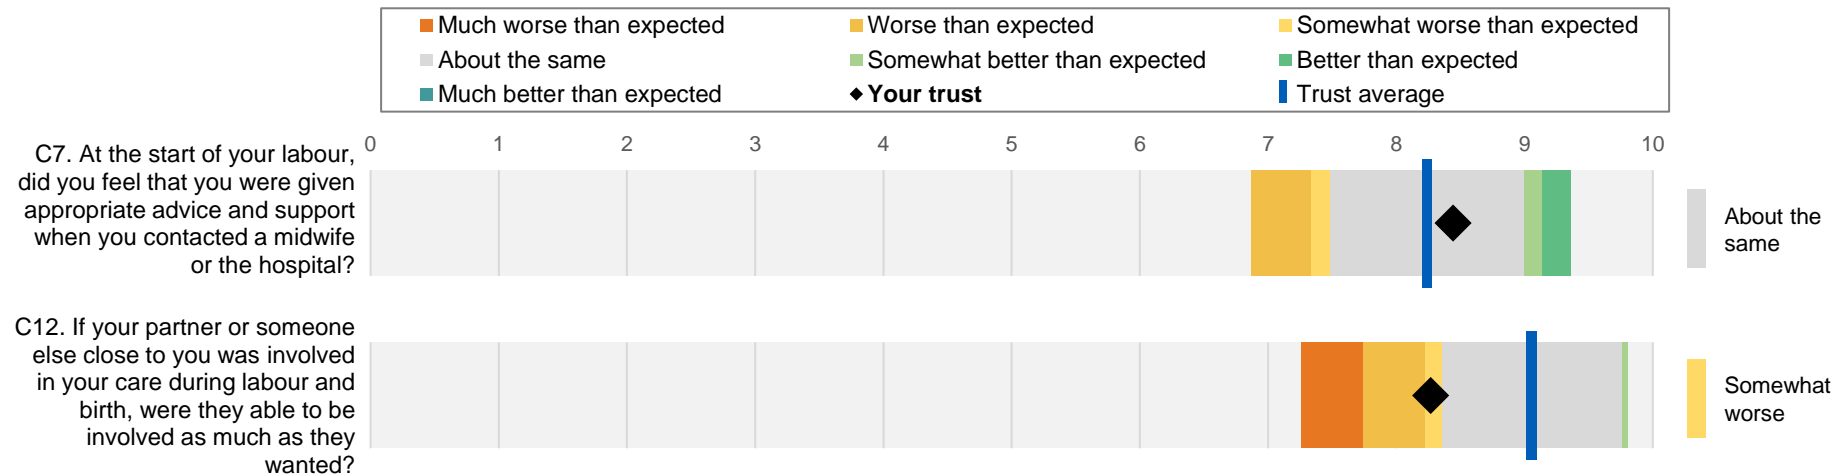 Much worse than expected
Worse than expected
Somewhat worse than expected
About the same
Somewhat better than expected
Better than expected
Much better than expected
Your trust
Trust average
0 1 2 3 4 5 6 7 8 9 10
C7. At the start of your labour,
did you feel that you were given
appropriate advice and support
when you contacted a midwife
or the hospital?
About the
same
C12. If your partner or someone
else close to you was involved
in your care during labour and
birth, were they able to be
involved as much as they
wanted?
Somewhat
worse